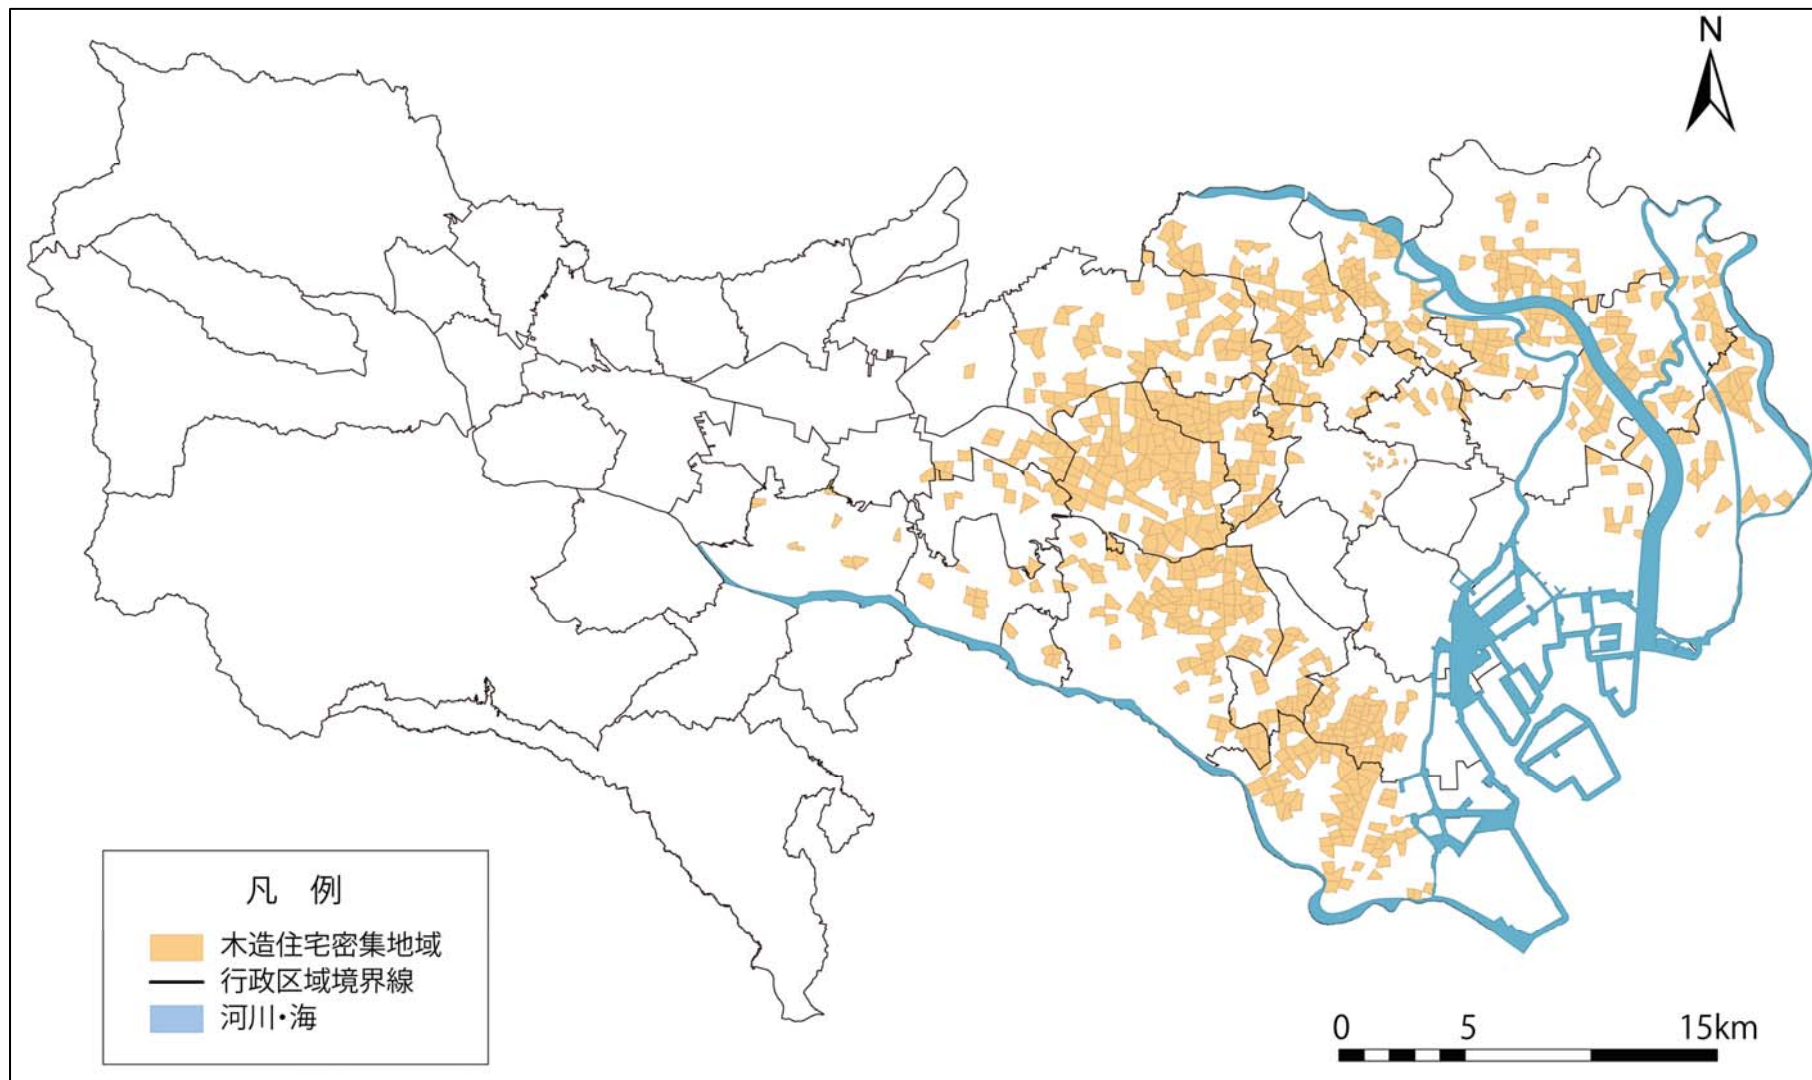 N
凡 例
木造住宅密集地域
行政区域境界線
河川・海
0 5 15km